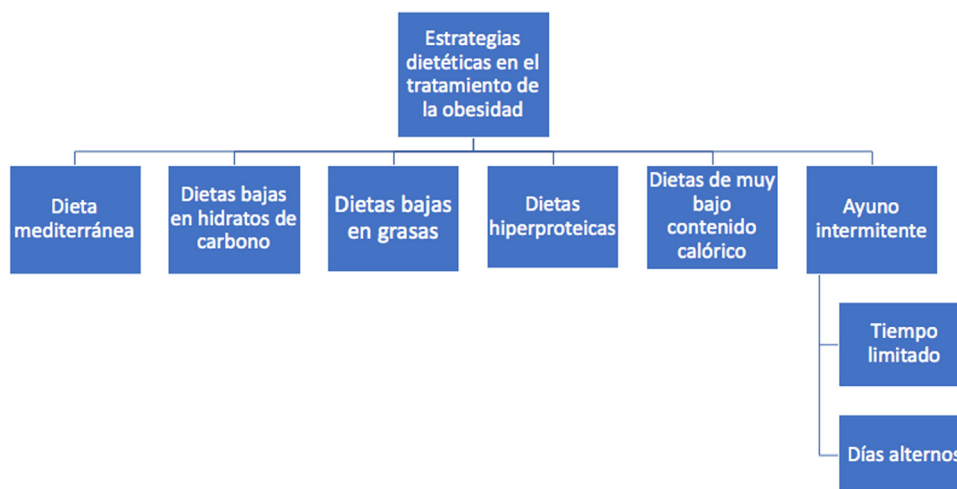 Estrategias
dietéticas en el
tratamiento de
la obesidad
Dieta
mediterránea
Dietas bajas
en hidratos de
carbono
Dietas bajas
en grasas
Dietas
hiperproteicas
Dietas de muy
bajo
contenido
calórico
Ayuno
intermitente
Tiempo
limitado
Días alternos